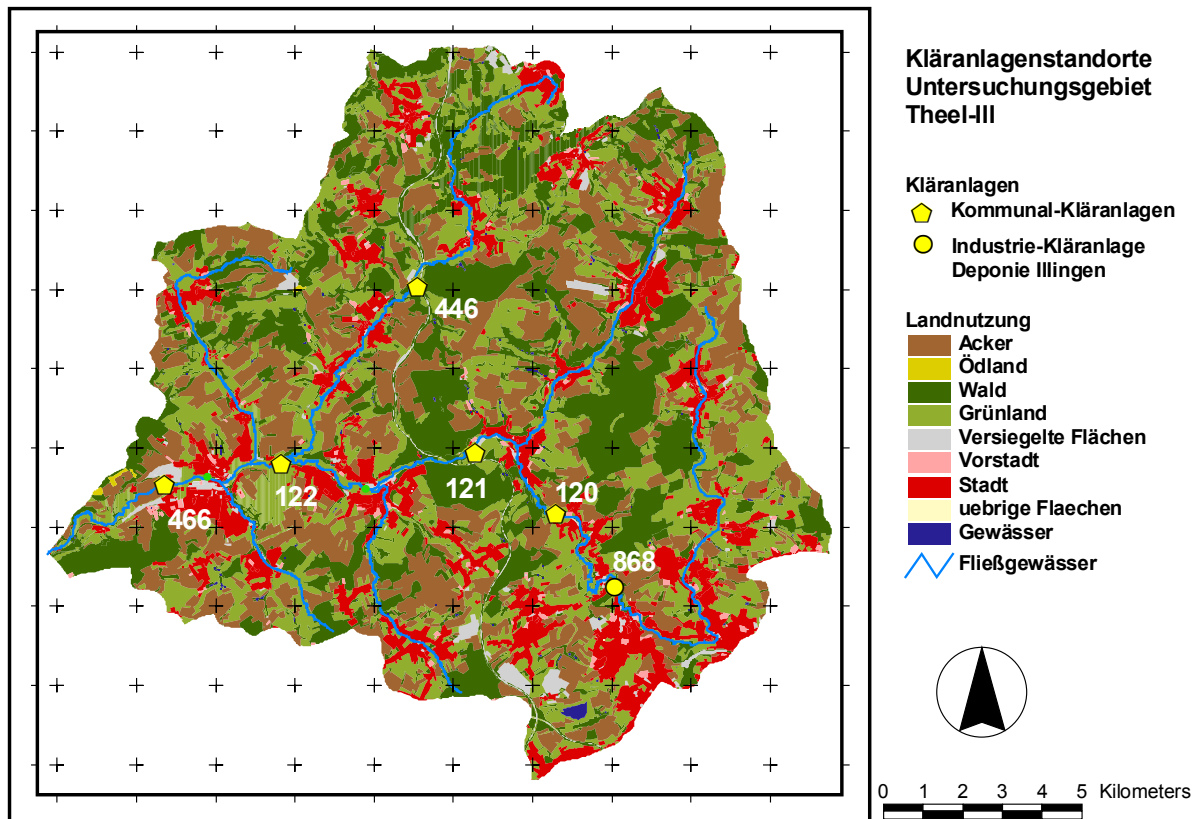 Kläranlagenstandorte
Untersuchungsgebiet
Theel-III
Kläranlagen
Kommunal-Kläranlagen
Industrie-Kläranlage
Deponie Illingen
Landnutzung
Acker
Ödland
Wald
Grünland
Versiegelte Flächen
Vorstadt
Stadt
uebrige Flaechen
Gewässer
Fließgewässer
446
122
121
120
466
868
0 1 2 3 4 5 Kilometers